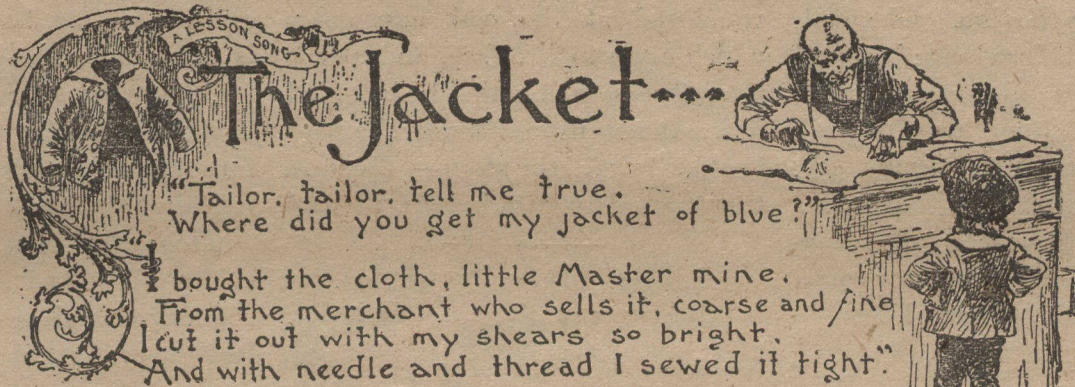 A LESSON SONG
The Jacket...
"Tailor, tailor, tell me true.
Where did you get my jacket of blue?"
I bought the cloth, little Master mine.
From the merchant who sells it, coarse and fine
I cut it out with my shears so bright.
And with needle and thread I sewed it tight."